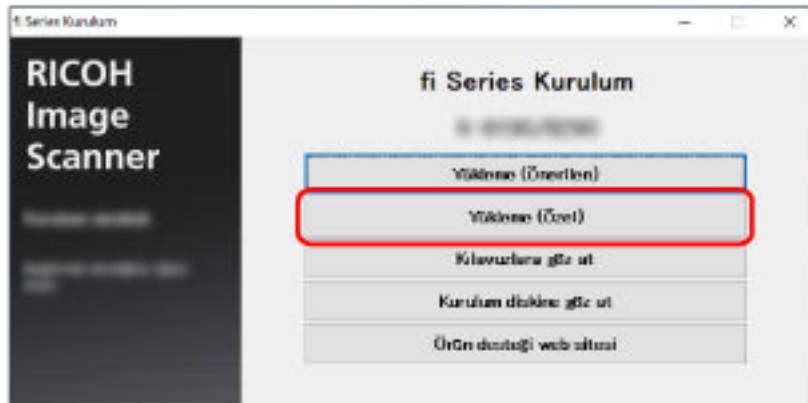 fi Series Kurulum
RICOH
Image
Scanner
fi Series Kurulum
Yükleme (Önerilen)
Yükleme (Özel)
Kılavuzlara göz at
Kurulum diskine göz at
Ürün desteği web sitesi